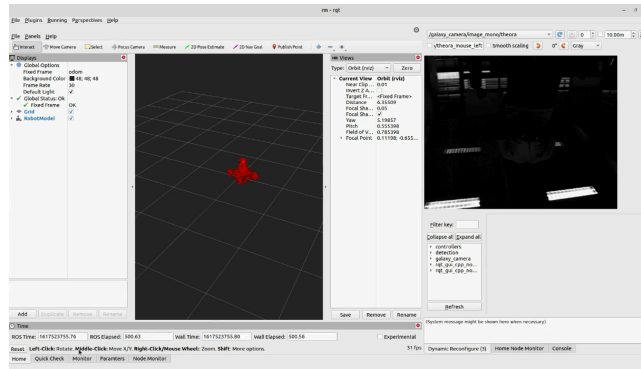 rm - rqt
File Plugins Running Perspectives Help
File Panels Help
Interact Move Camera Select Focus Camera Measure 2D Pose Estimate 2D Nav Goal Publish Point
Displays
Global Options
Fixed Frame odom
Background Color 48; 48; 48
Frame Rate 30
Default Light
Global Status: Ok
Fixed Frame OK
Grid
RobotModel
Add Duplicate Remove Rename
Views
Type: Orbit (rviz) Zero
Current View Orbit (rviz)
Near Clip ... 0.01
Invert Z A...
Target Fr... <Fixed Frame>
Distance 6.35509
Focal Sha... 0.05
Focal Sha...
Yaw 5.19857
Pitch 0.555398
Field of V... 0.785398
Focal Point 0.11198; -0.655...
Save Remove Rename
/galaxy_camera/image_mono/theora 0 10.00m
/theora_mouse_left Smooth scaling 0° Gray
Filter key:
Collapse all Expand all
controllers
detection
galaxy_camera
rqt_gui_cpp_no...
rqt_gui_cpp_no...
Refresh
(System message might be shown here when necessary)
Time
ROS Time: 1617523755.76 ROS Elapsed: 500.63 Wall Time: 1617523755.80 Wall Elapsed: 500.56 Experimental
Reset Left-Click: Rotate. Middle-Click: Move X/Y. Right-Click/Mouse Wheel: Zoom. Shift: More options. 31 fps
Dynamic Reconfigure (3) Home Node Monitor Console
Home Quick Check Monitor Paramters Node Monitor